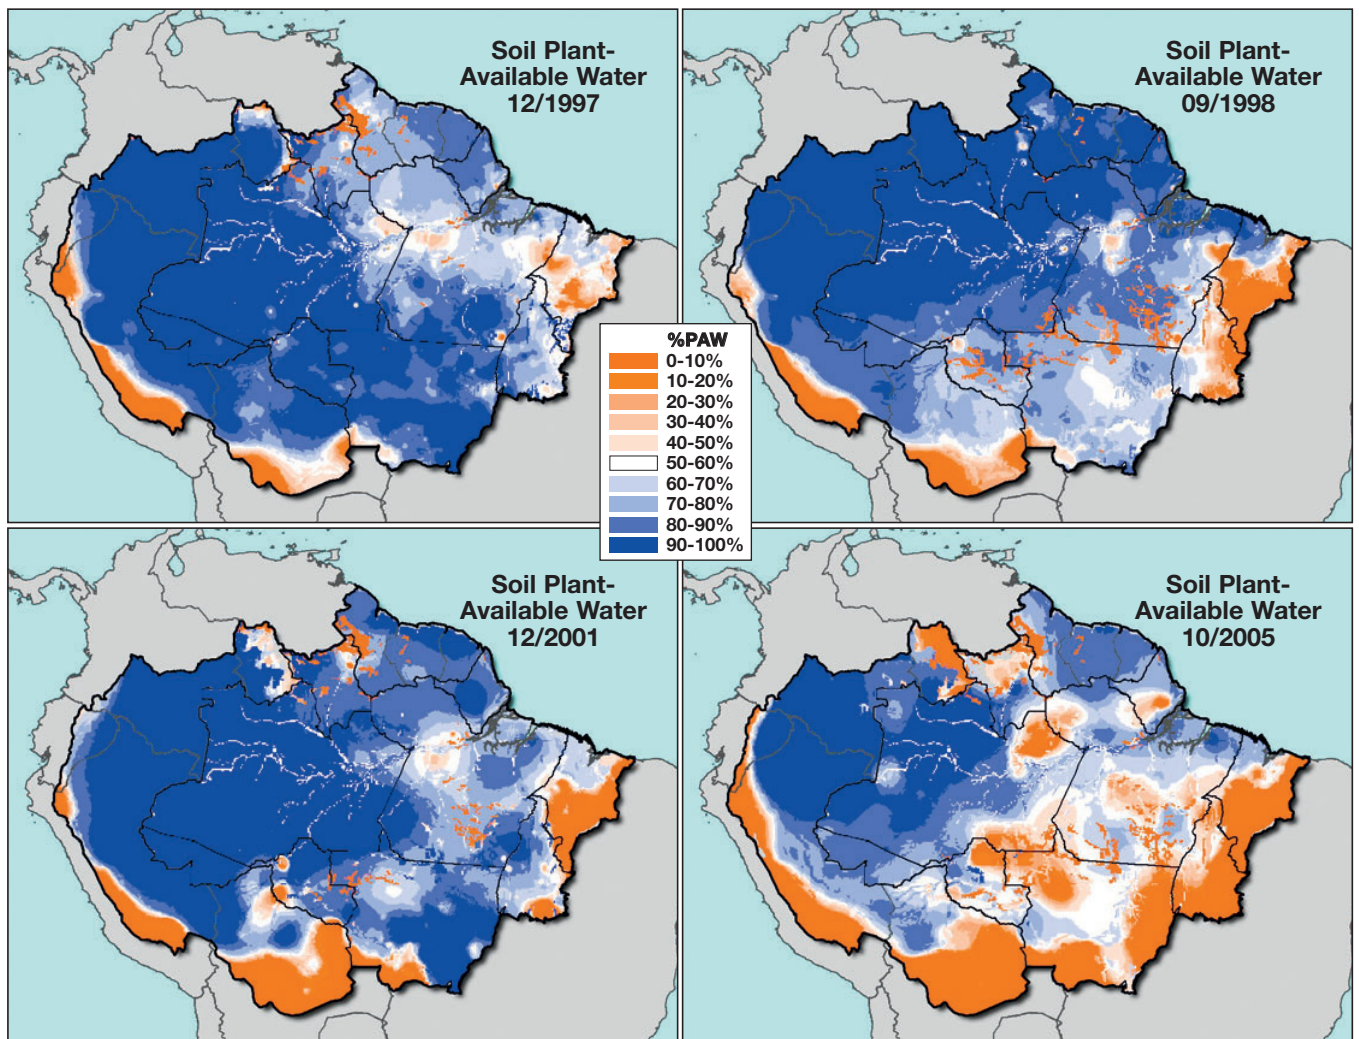 Soil Plant-
Available Water
12/1997
Soil Plant-
Available Water
09/1998
%PAW
0-10%
10-20%
20-30%
30-40%
40-50%
50-60%
60-70%
70-80%
80-90%
90-100%
Soil Plant-
Available Water
12/2001
Soil Plant-
Available Water
10/2005